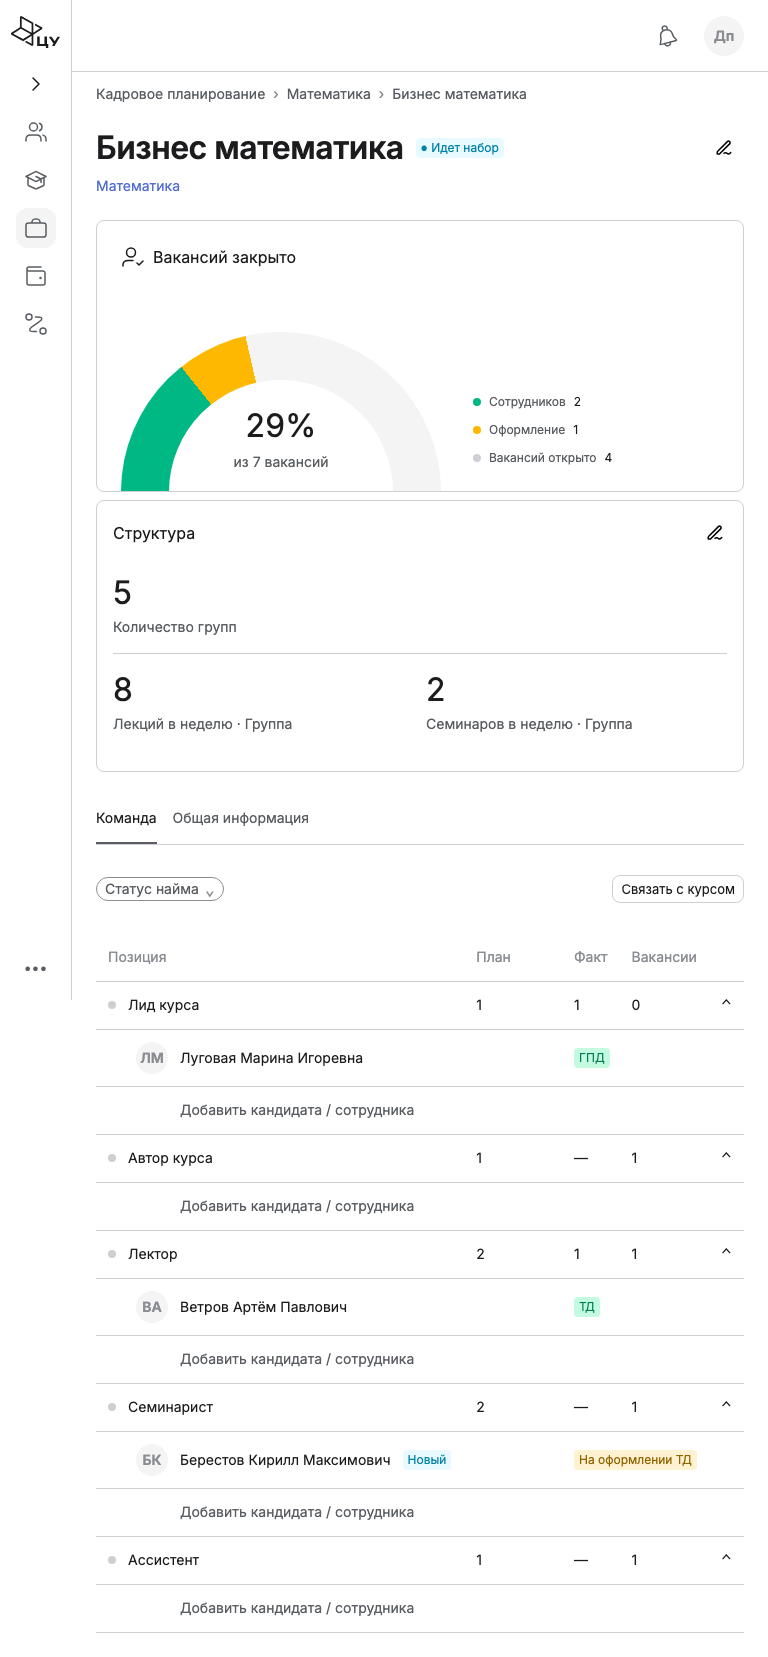 ЦУ
Дп
Кадровое планирование › Математика › Бизнес математика
Бизнес математика
Идет набор
Математика
Вакансий закрыто
29%
из 7 вакансий
Сотрудников 2
Оформление 1
Вакансий открыто 4
Структура
5
Количество групп
8
Лекций в неделю · Группа
2
Семинаров в неделю · Группа
Команда Общая информация
Статус найма
Связать с курсом
Позиция План Факт Вакансии
Лид курса 1 1 0
ЛМ Луговая Марина Игоревна ГПД
Добавить кандидата / сотрудника
Автор курса 1 — 1
Добавить кандидата / сотрудника
Лектор 2 1 1
ВА Ветров Артём Павлович ТД
Добавить кандидата / сотрудника
Семинарист 2 — 1
БК Берестов Кирилл Максимович Новый На оформлении ТД
Добавить кандидата / сотрудника
Ассистент 1 — 1
Добавить кандидата / сотрудника